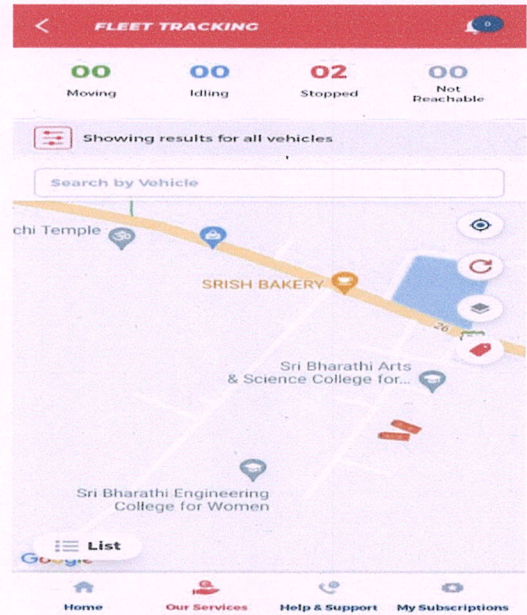 FLEET TRACKING
0
00 00 02 00
Moving Idling Stopped Not Reachable
Showing results for all vehicles
Search by Vehicle
chi Temple
SRISH BAKERY
26
Sri Bharathi Arts
& Science College for...
Sri Bharathi Engineering
College for Women
List
Google
Home Our Services Help & Support My Subscriptions